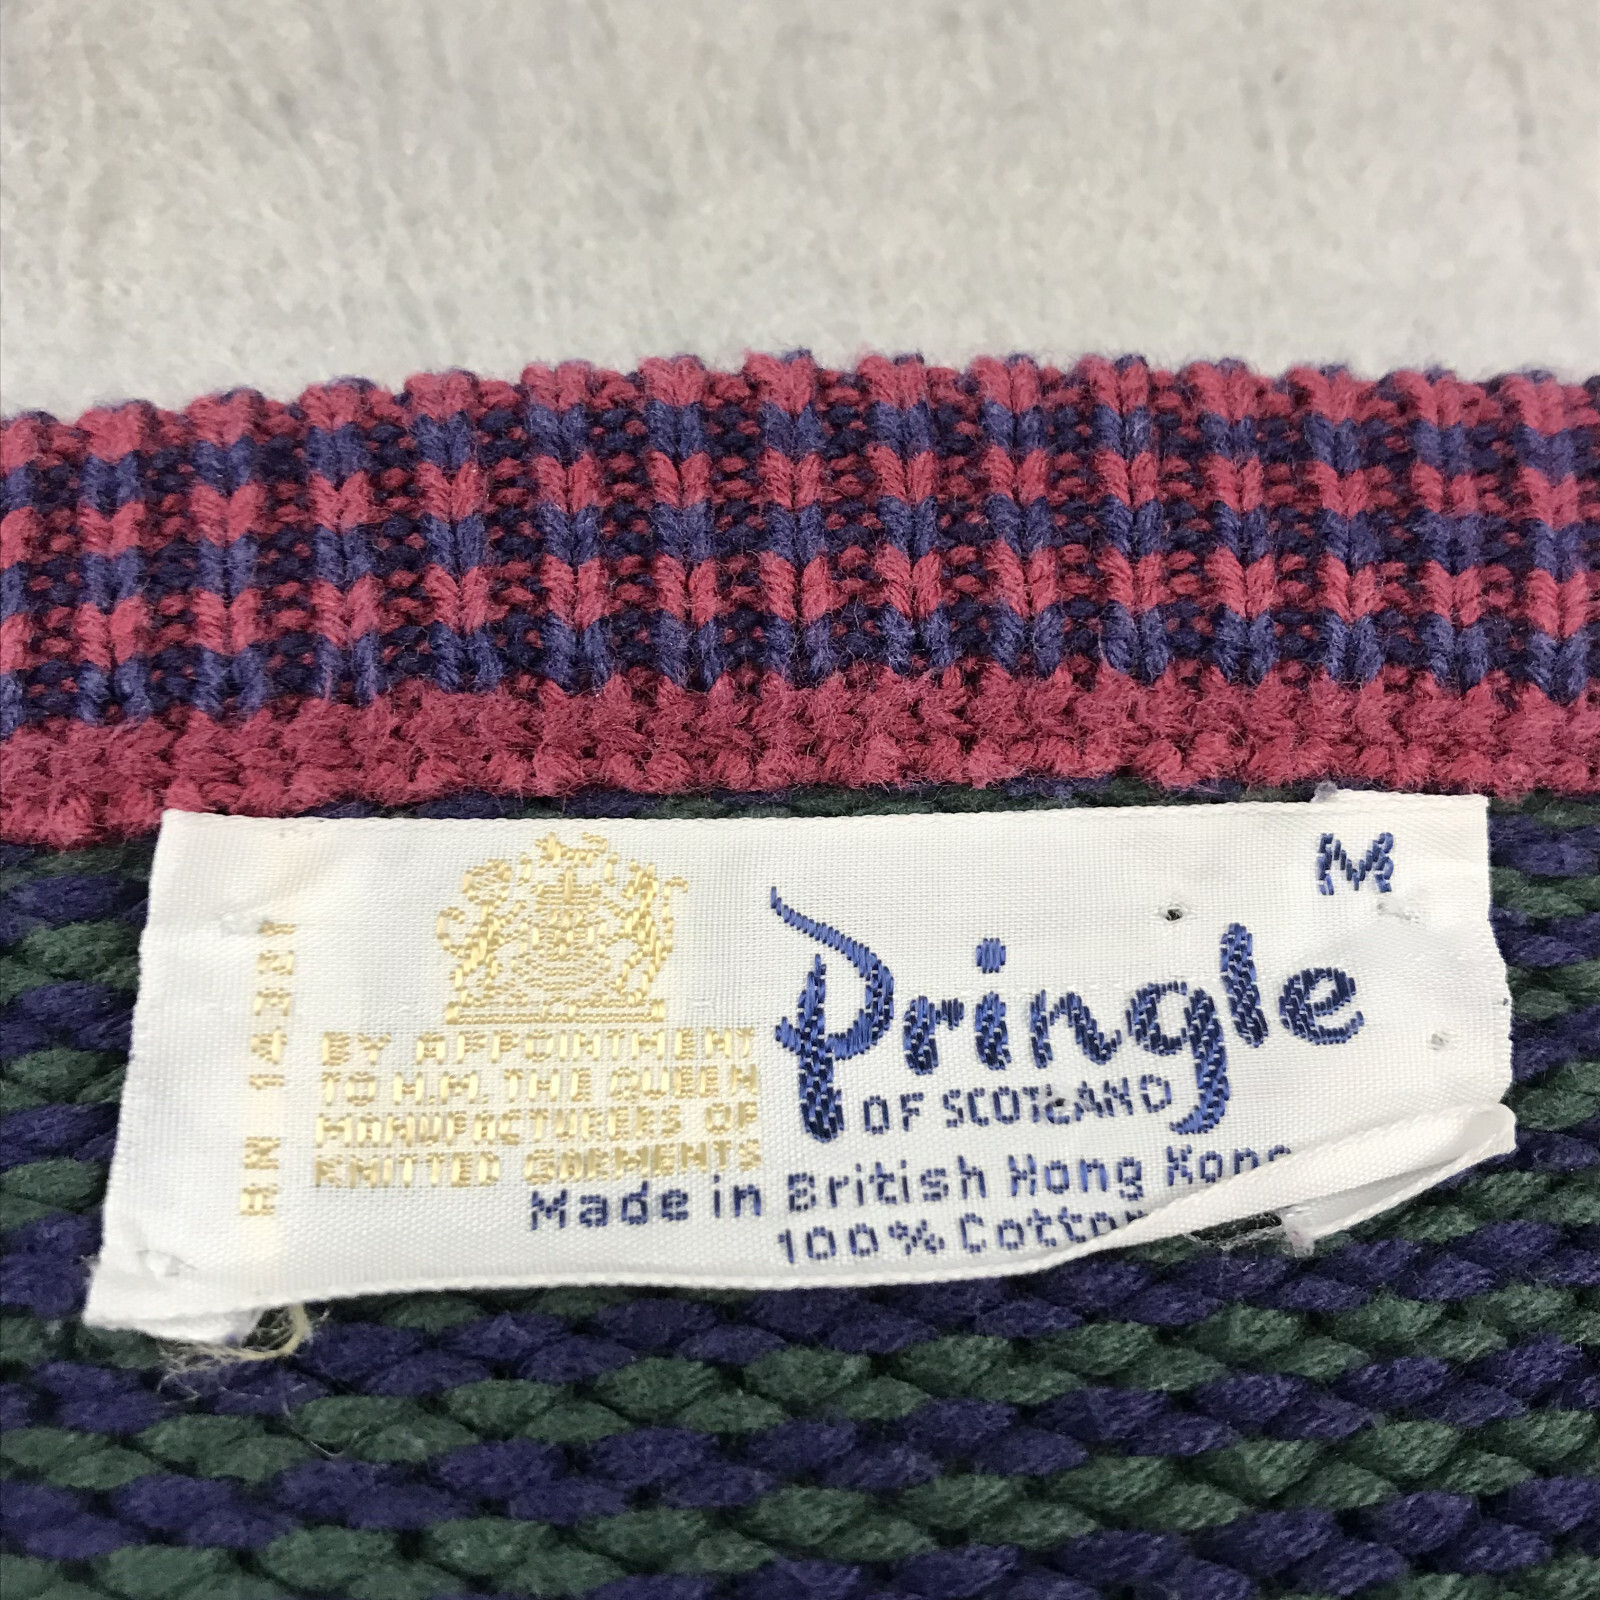 M
Pringle
OF SCOTLAND
BY APPOINTMENT
TO H.M. THE QUEEN
MANUFACTURERS OF
KNITTED GARMENTS
Made in British Hong Kong
100% Cotton
RN